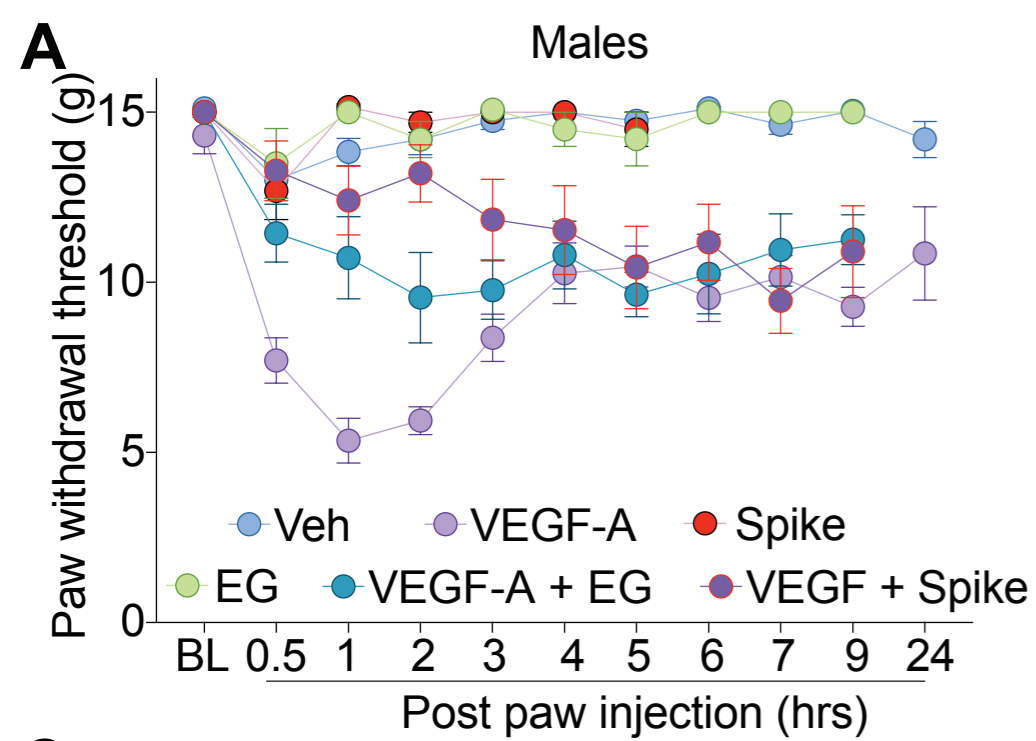 A
Males
Paw withdrawal threshold (g)
15
10
5
0
Veh VEGF-A Spike
EG VEGF-A + EG VEGF + Spike
BL 0.5 1 2 3 4 5 6 7 9 24
Post paw injection (hrs)